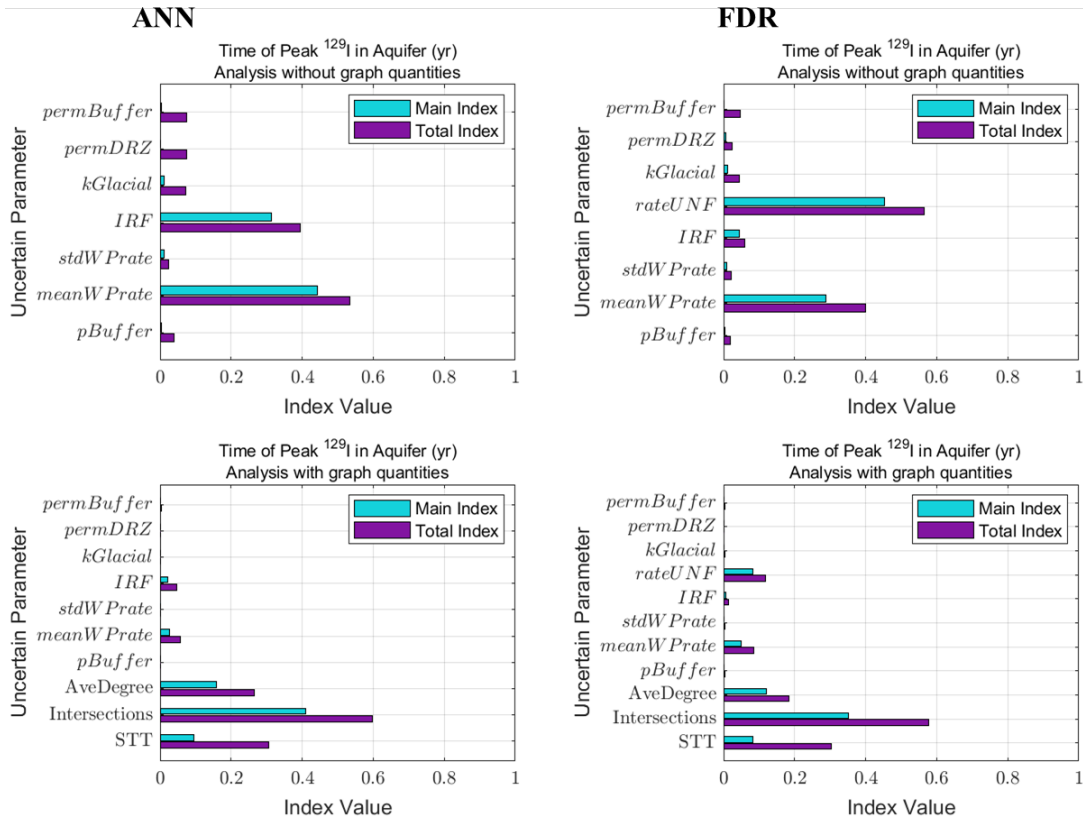 ANN
Time of Peak ¹²⁹I in Aquifer (yr)
Analysis without graph quantities
Main Index
Total Index
Uncertain Parameter
permBuffer
permDRZ
kGlacial
IRF
stdWPrate
meanWPrate
pBuffer
0 0.2 0.4 0.6 0.8 1
Index Value
FDR
Time of Peak ¹²⁹I in Aquifer (yr)
Analysis without graph quantities
Main Index
Total Index
Uncertain Parameter
permBuffer
permDRZ
kGlacial
rateUNF
IRF
stdWPrate
meanWPrate
pBuffer
0 0.2 0.4 0.6 0.8 1
Index Value
Time of Peak ¹²⁹I in Aquifer (yr)
Analysis with graph quantities
Main Index
Total Index
Uncertain Parameter
permBuffer
permDRZ
kGlacial
IRF
stdWPrate
meanWPrate
pBuffer
AveDegree
Intersections
STT
0 0.2 0.4 0.6 0.8 1
Index Value
Time of Peak ¹²⁹I in Aquifer (yr)
Analysis with graph quantities
Main Index
Total Index
Uncertain Parameter
permBuffer
permDRZ
kGlacial
rateUNF
IRF
stdWPrate
meanWPrate
pBuffer
AveDegree
Intersections
STT
0 0.2 0.4 0.6 0.8 1
Index Value